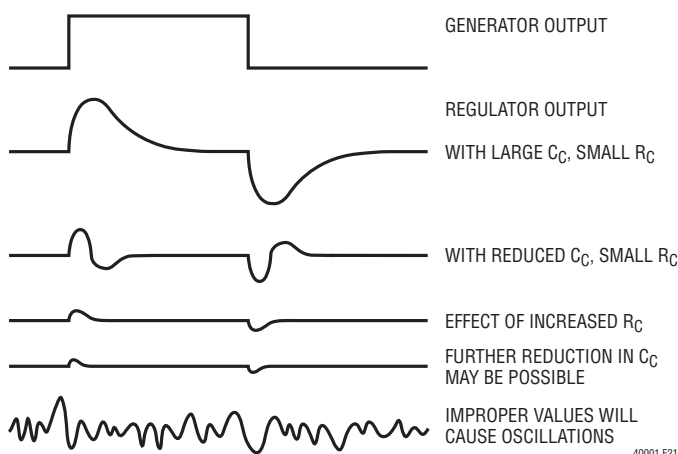 GENERATOR OUTPUT
REGULATOR OUTPUT
WITH LARGE CC, SMALL RC
WITH REDUCED CC, SMALL RC
EFFECT OF INCREASED RC
FURTHER REDUCTION IN CC
MAY BE POSSIBLE
IMPROPER VALUES WILL
CAUSE OSCILLATIONS
40001 F21